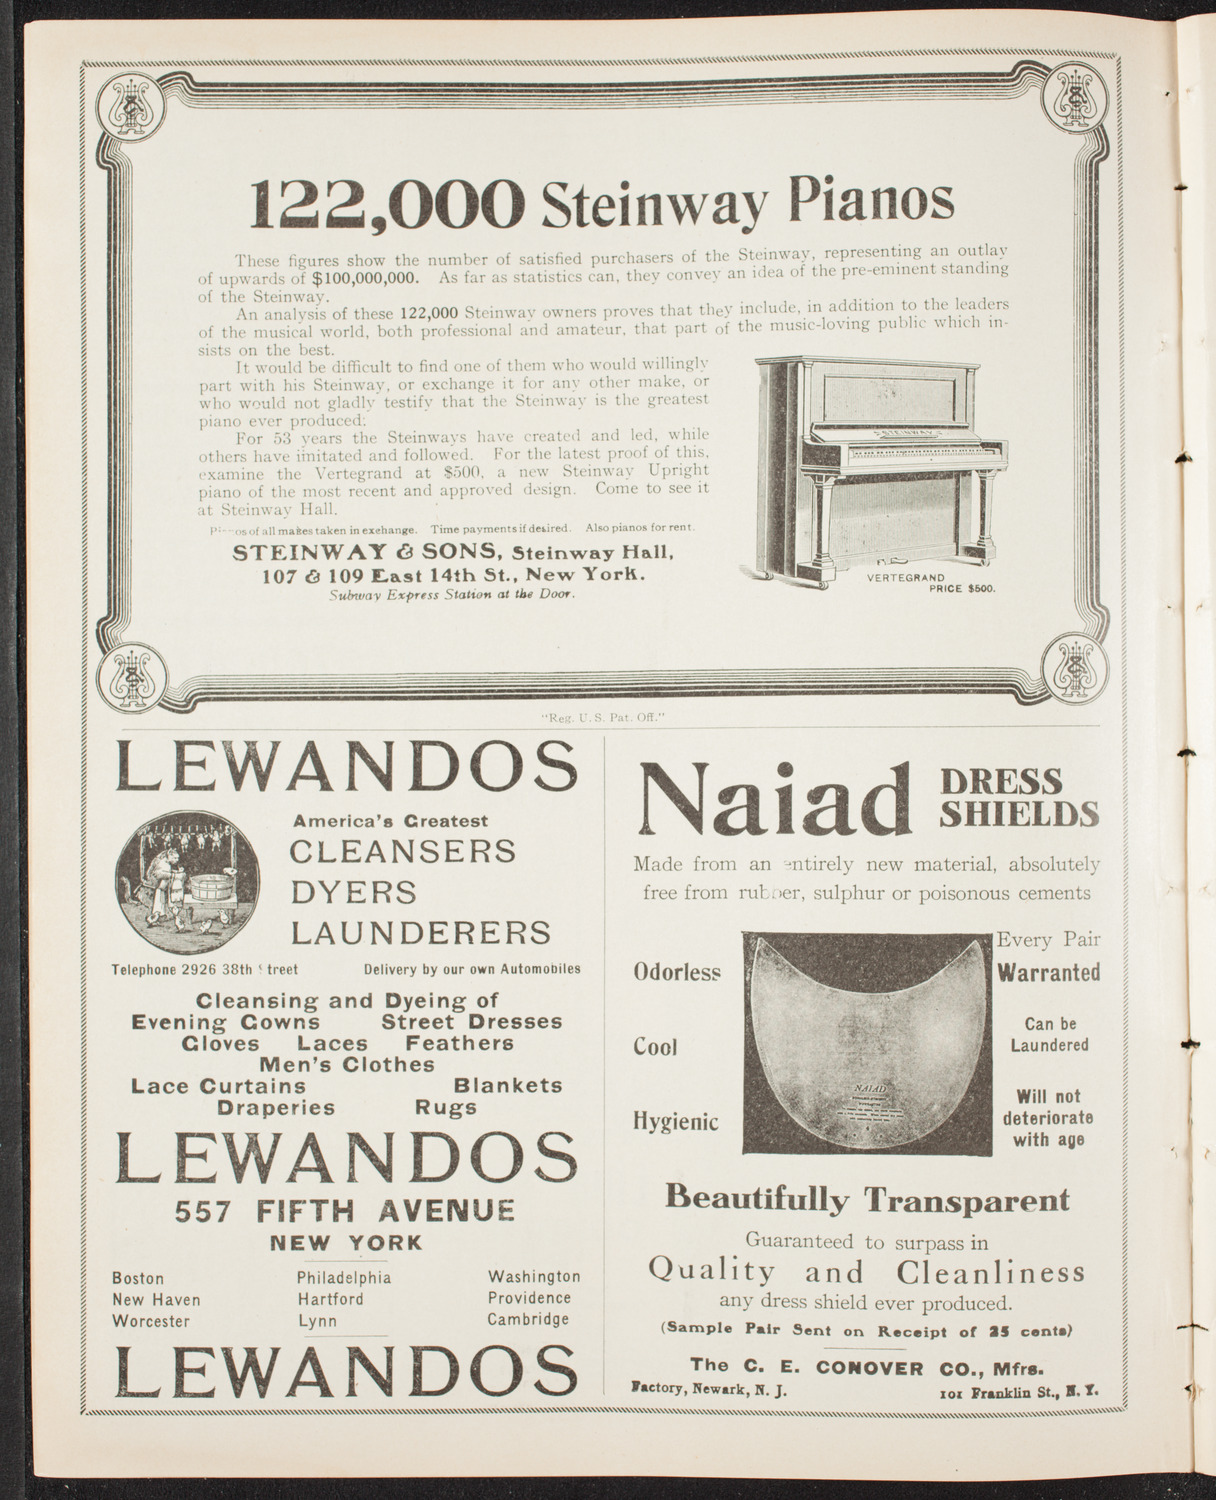 122,000 Steinway Pianos
These figures show the number of satisfied purchasers of the Steinway, representing an outlay
of upwards of $100,000,000. As far as statistics can, they convey an idea of the pre-eminent standing
of the Steinway.
An analysis of these 122,000 Steinway owners proves that they include, in addition to the leaders
of the musical world, both professional and amateur, that part of the music-loving public which in-
sists on the best.
It would be difficult to find one of them who would willingly
part with his Steinway, or exchange it for any other make, or
who would not gladly testify that the Steinway is the greatest
piano ever produced.
For 53 years the Steinways have created and led, while
others have imitated and followed. For the latest proof of this,
examine the Vertegrand at $500, a new Steinway Upright
piano of the most recent and approved design. Come to see it
at Steinway Hall.
Pianos of all makes taken in exchange. Time payments if desired. Also pianos for rent.
STEINWAY & SONS, Steinway Hall,
107 & 109 East 14th St., New York.
Subway Express Station at the Door.
STEINWAY
VERTEGRAND
PRICE $500.
"Reg. U. S. Pat. Off."
LEWANDOS
America's Greatest
CLEANSERS
DYERS
LAUNDERERS
Telephone 2926 38th Street Delivery by our own Automobiles
Cleansing and Dyeing of
Evening Gowns Street Dresses
Gloves Laces Feathers
Men's Clothes
Lace Curtains Blankets
Draperies Rugs
LEWANDOS
557 FIFTH AVENUE
NEW YORK
Boston Philadelphia Washington
New Haven Hartford Providence
Worcester Lynn Cambridge
LEWANDOS
Naiad DRESS
SHIELDS
Made from an entirely new material, absolutely
free from rubber, sulphur or poisonous cements
Odorless
Cool
Hygienic
NAIAD
Every Pair
Warranted
Can be
Laundered
Will not
deteriorate
with age
Beautifully Transparent
Guaranteed to surpass in
Quality and Cleanliness
any dress shield ever produced.
(Sample Pair Sent on Receipt of 25 cents)
The C. E. CONOVER CO., Mfrs.
Factory, Newark, N. J. 101 Franklin St., N. Y.